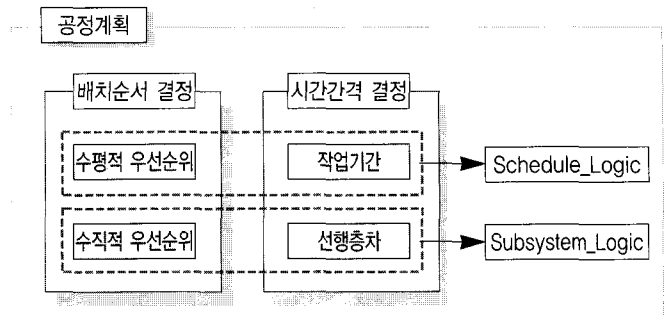 공정계획
배치순서 결정
시간간격 결정
수평적 우선순위
작업기간
Schedule_Logic
수직적 우선순위
선행층차
Subsystem_Logic